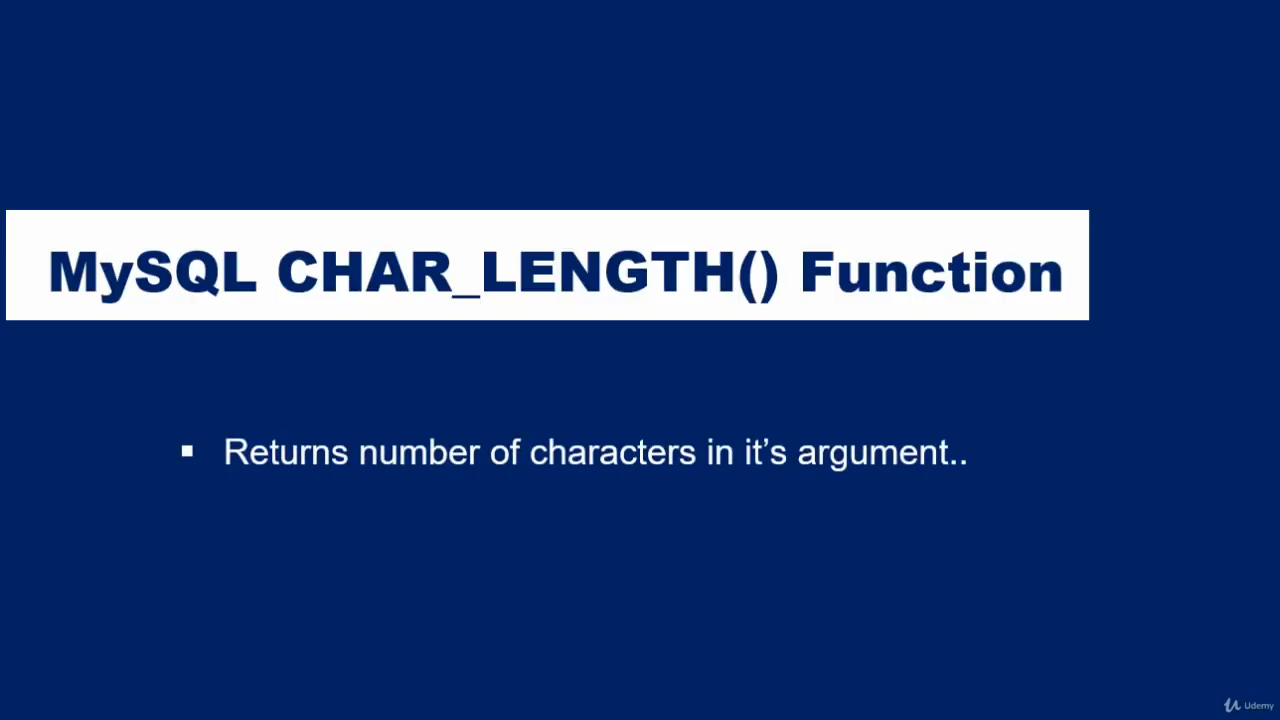 MySQL CHAR_LENGTH() Function
▪ Returns number of characters in it’s argument..
Udemy